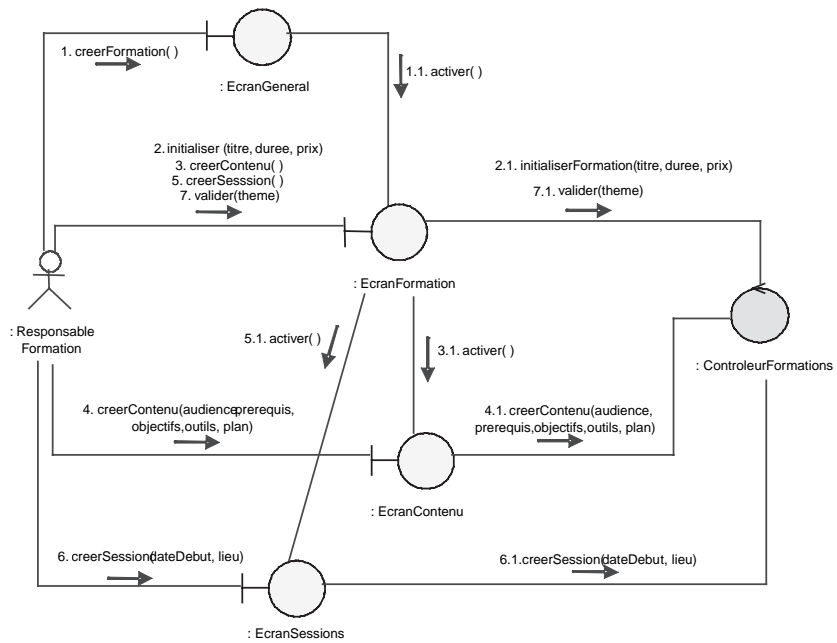 1. creerFormation( )
: EcranGeneral
1.1. activer( )
2. initialiser (titre, duree, prix)
3. creerContenu( )
5. creerSesssion( )
7. valider(theme)
2.1. initialiserFormation(titre, duree, prix)
7.1. valider(theme)
: EcranFormation
: Responsable
Formation
5.1. activer( )
3.1. activer( )
: ControleurFormations
4. creerContenu(audience,prerequis,
objectifs,outils, plan)
4.1. creerContenu(audience,
prerequis,objectifs,outils, plan)
: EcranContenu
6. creerSession(dateDebut, lieu)
6.1.creerSession(dateDebut, lieu)
: EcranSessions